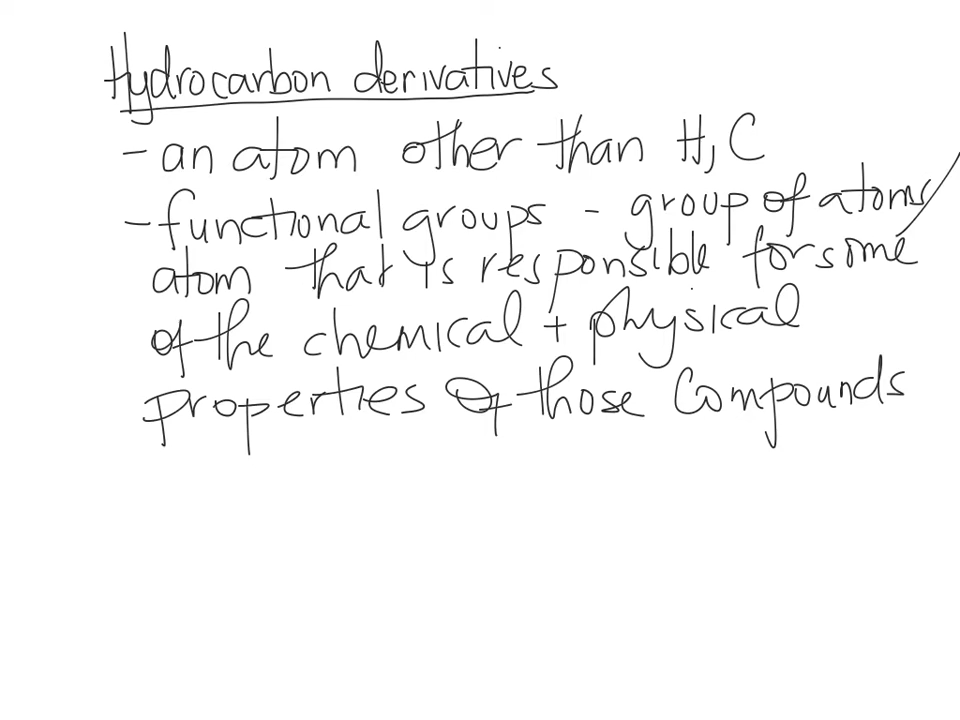 Hydrocarbon derivatives
- an atom other than H, C
- functional groups - group of atoms/
atom that is responsible for some
of the chemical + physical
properties of those compounds